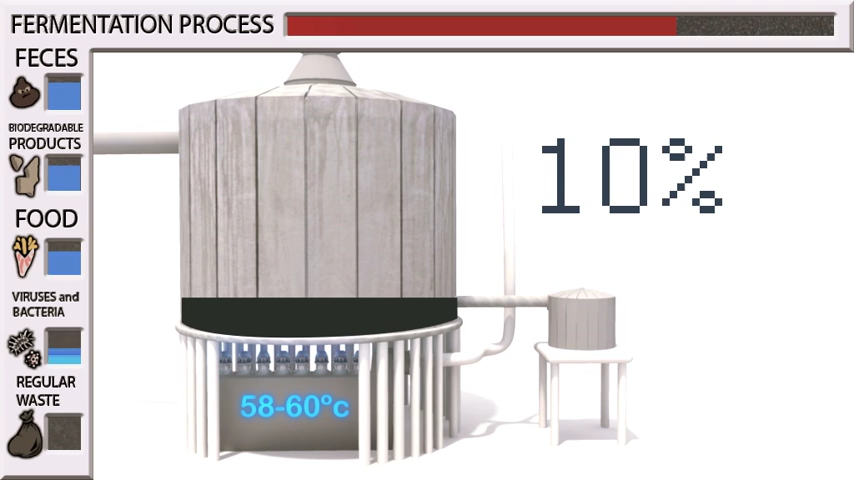 FERMENTATION PROCESS
FECES
BIODEGRADABLE
PRODUCTS
FOOD
VIRUSES and
BACTERIA
REGULAR
WASTE
10%
58-60°c